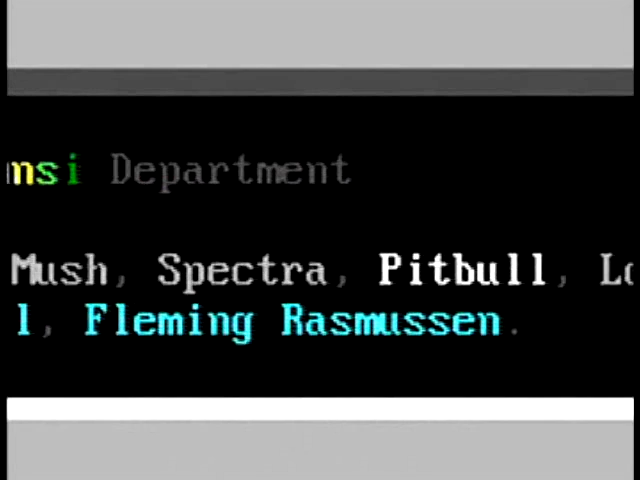 nsi Department
Mush, Spectra, Pitbull, Lo
l, Fleming Rasmussen.